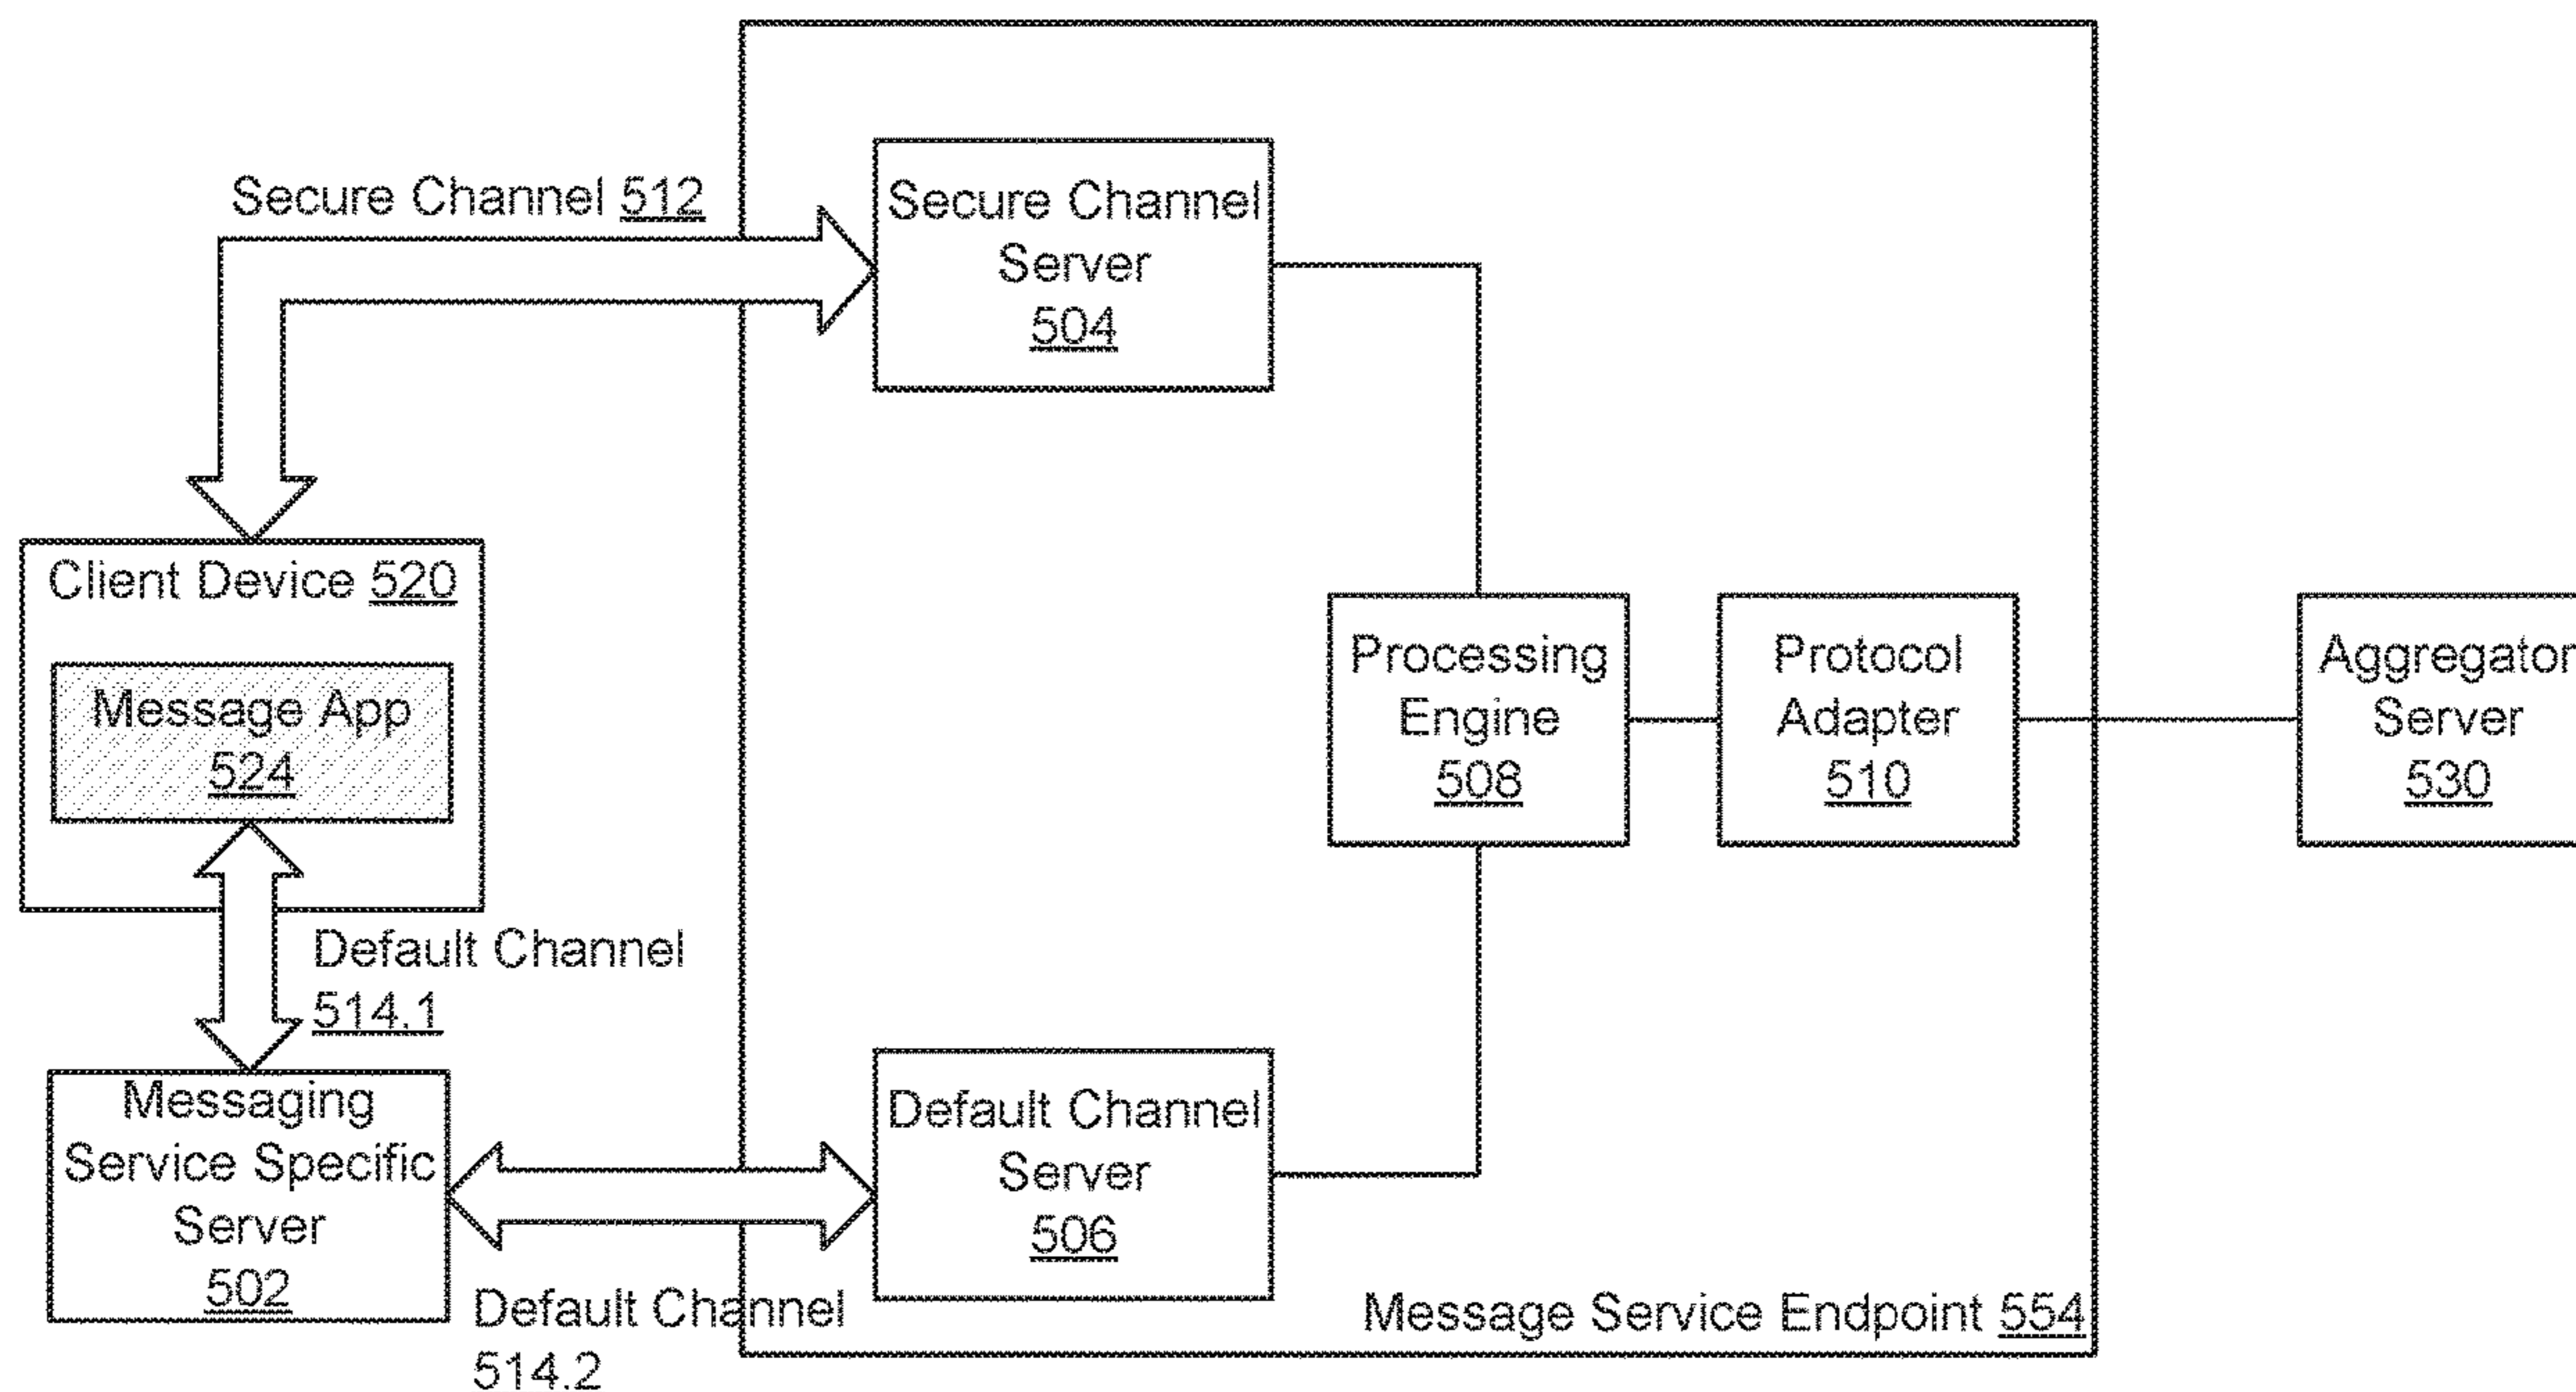 Secure Channel 512
Secure Channel
Server
504
Client Device 520
Message App
524
Processing
Engine
508
Protocol
Adapter
510
Aggregator
Server
530
Default Channel
514.1
Messaging
Service Specific
Server
502
Default Channel
Server
506
Default Channel
514.2
Message Service Endpoint 554